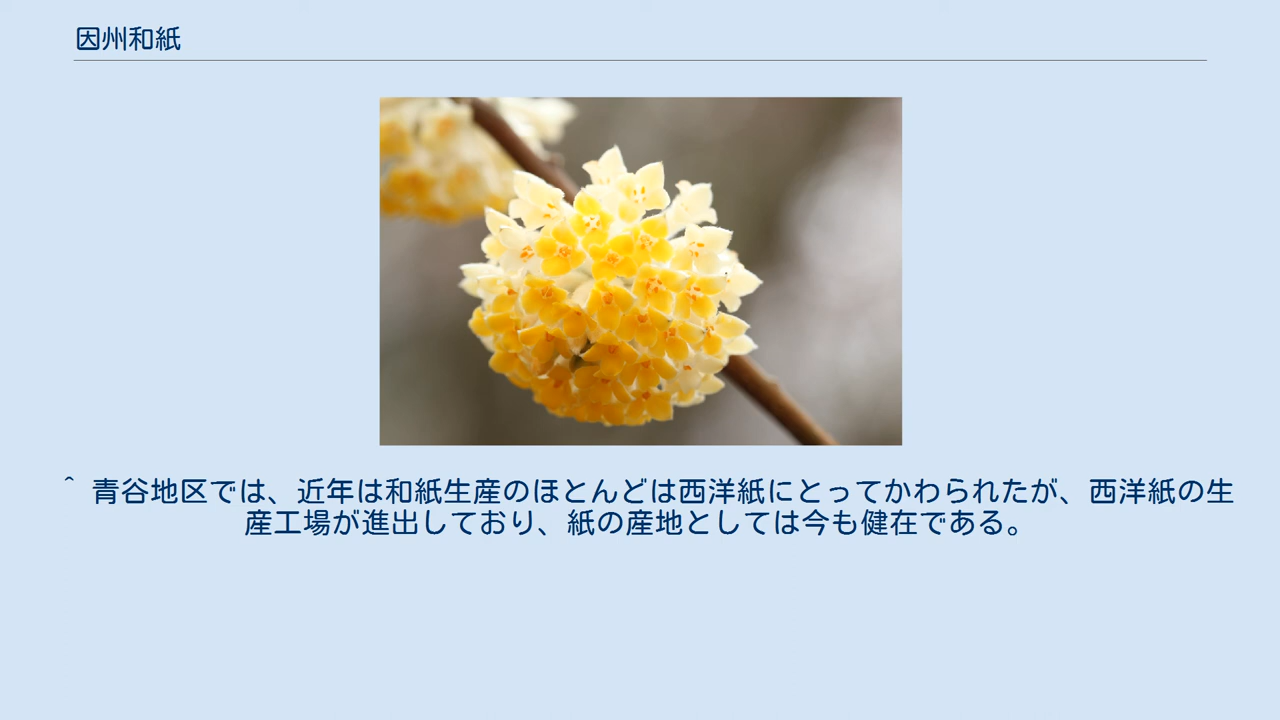 因州和紙
^ 青谷地区では、近年は和紙生産のほとんどは西洋紙にとってかわられたが、西洋紙の生
産工場が進出しており、紙の産地としては今も健在である。